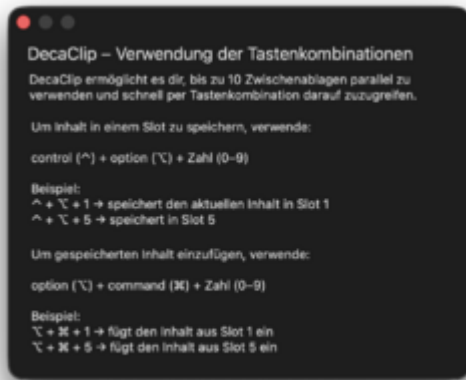 DecaClip – Verwendung der Tastenkombinationen
DecaClip ermöglicht es dir, bis zu 10 Zwischenablagen parallel zu
verwenden und schnell per Tastenkombination darauf zuzugreifen.
Um Inhalt in einem Slot zu speichern, verwende:
control (^) + option (⌥) + Zahl (0–9)
Beispiel:
^ + ⌥ + 1 → speichert den aktuellen Inhalt in Slot 1
^ + ⌥ + 5 → speichert in Slot 5
Um gespeicherten Inhalt einzufügen, verwende:
option (⌥) + command (⌘) + Zahl (0–9)
Beispiel:
⌥ + ⌘ + 1 → fügt den Inhalt aus Slot 1 ein
⌥ + ⌘ + 5 → fügt den Inhalt aus Slot 5 ein